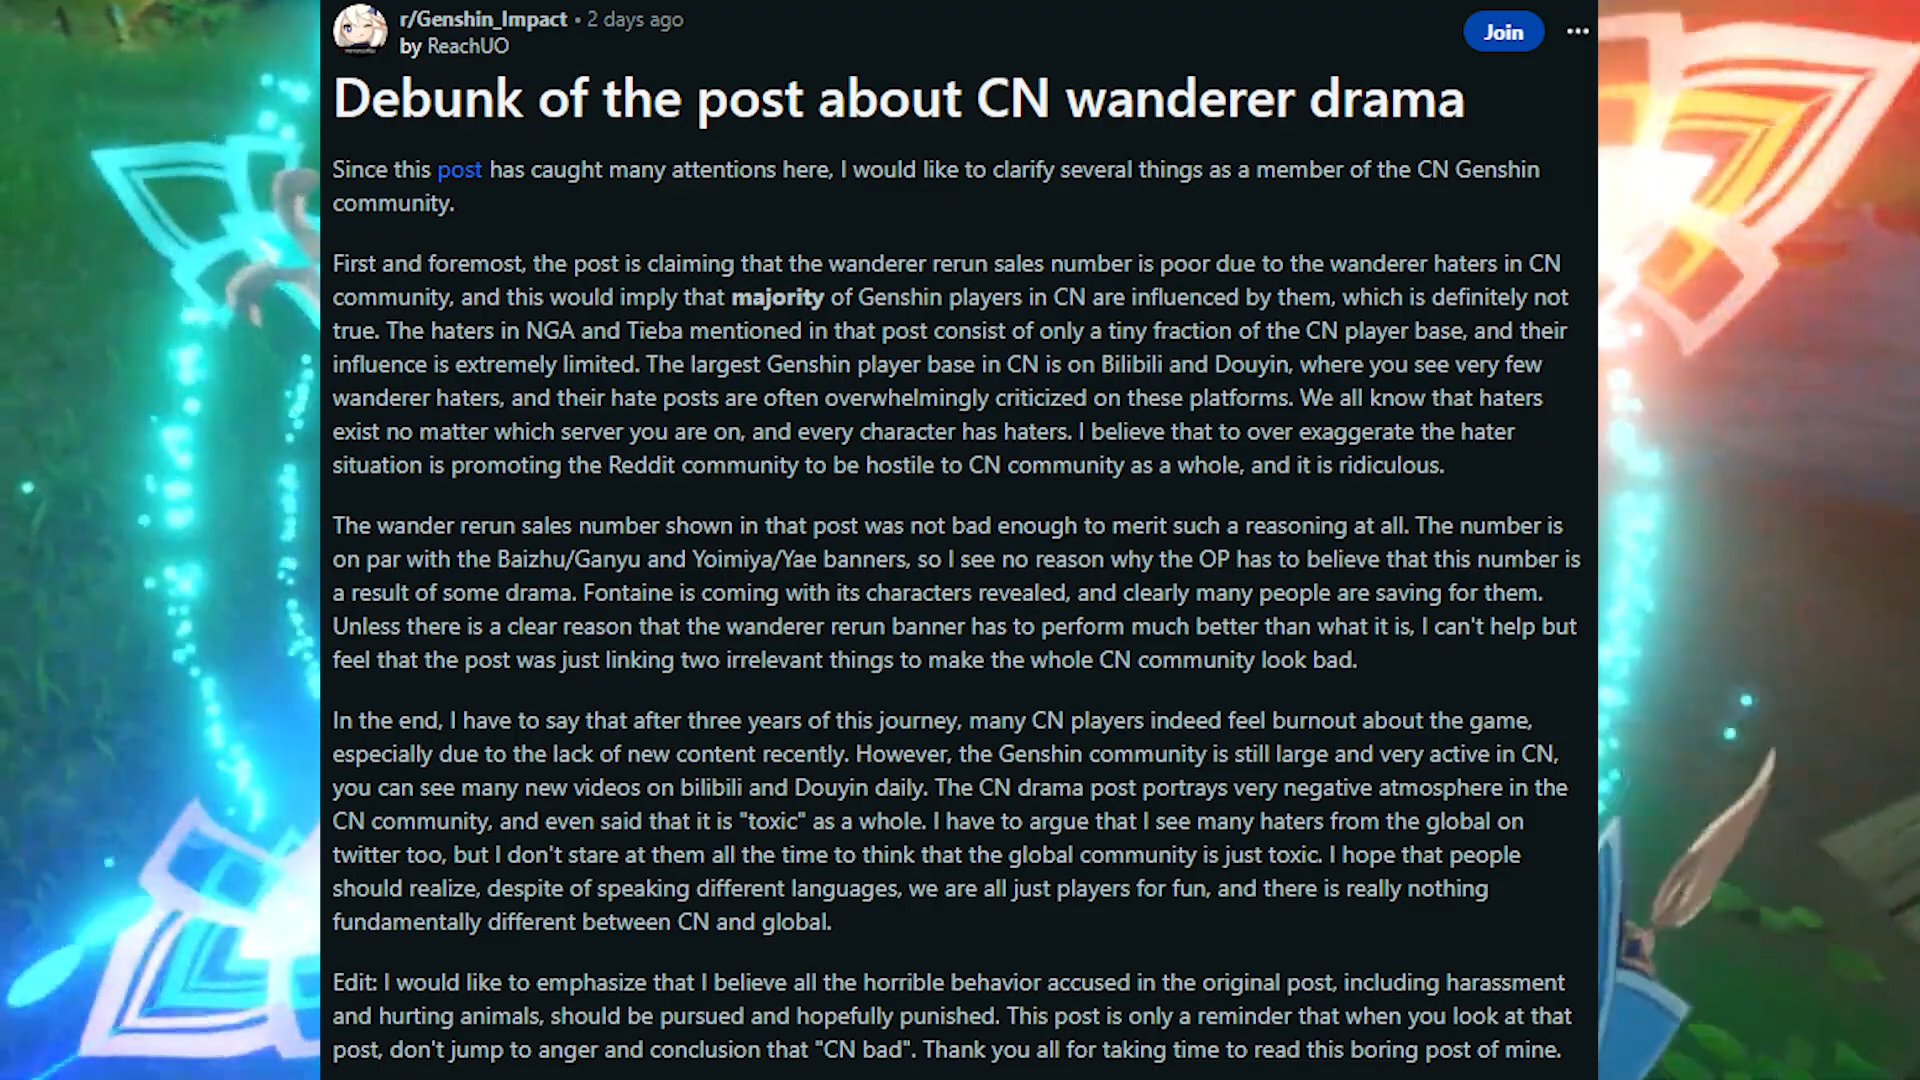 r/Genshin_Impact • 2 days ago
by ReachUO
Join
Debunk of the post about CN wanderer drama
Since this post has caught many attentions here, I would like to clarify several things as a member of the CN Genshin
community.
First and foremost, the post is claiming that the wanderer rerun sales number is poor due to the wanderer haters in CN
community, and this would imply that majority of Genshin players in CN are influenced by them, which is definitely not
true. The haters in NGA and Tieba mentioned in that post consist of only a tiny fraction of the CN player base, and their
influence is extremely limited. The largest Genshin player base in CN is on Bilibili and Douyin, where you see very few
wanderer haters, and their hate posts are often overwhelmingly criticized on these platforms. We all know that haters
exist no matter which server you are on, and every character has haters. I believe that to over exaggerate the hater
situation is promoting the Reddit community to be hostile to CN community as a whole, and it is ridiculous.
The wander rerun sales number shown in that post was not bad enough to merit such a reasoning at all. The number is
on par with the Baizhu/Ganyu and Yoimiya/Yae banners, so I see no reason why the OP has to believe that this number is
a result of some drama. Fontaine is coming with its characters revealed, and clearly many people are saving for them.
Unless there is a clear reason that the wanderer rerun banner has to perform much better than what it is, I can't help but
feel that the post was just linking two irrelevant things to make the whole CN community look bad.
In the end, I have to say that after three years of this journey, many CN players indeed feel burnout about the game,
especially due to the lack of new content recently. However, the Genshin community is still large and very active in CN,
you can see many new videos on bilibili and Douyin daily. The CN drama post portrays very negative atmosphere in the
CN community, and even said that it is "toxic" as a whole. I have to argue that I see many haters from the global on
twitter too, but I don't stare at them all the time to think that the global community is just toxic. I hope that people
should realize, despite of speaking different languages, we are all just players for fun, and there is really nothing
fundamentally different between CN and global.
Edit: I would like to emphasize that I believe all the horrible behavior accused in the original post, including harassment
and hurting animals, should be pursued and hopefully punished. This post is only a reminder that when you look at that
post, don't jump to anger and conclusion that "CN bad". Thank you all for taking time to read this boring post of mine.